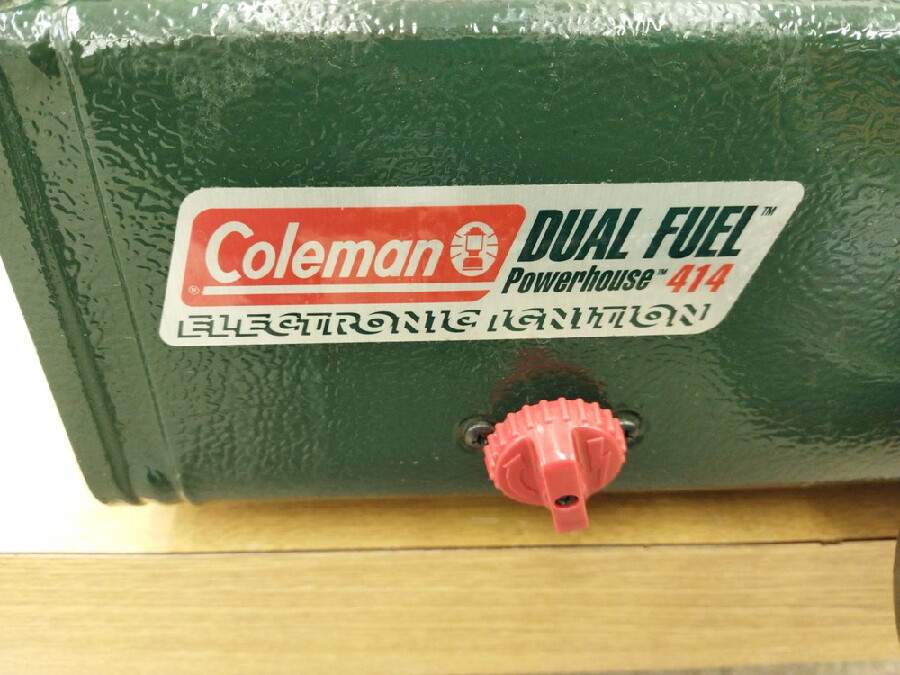 Coleman ®
DUAL FUEL™
Powerhouse™ 414
ELECTRONIC IGNITION